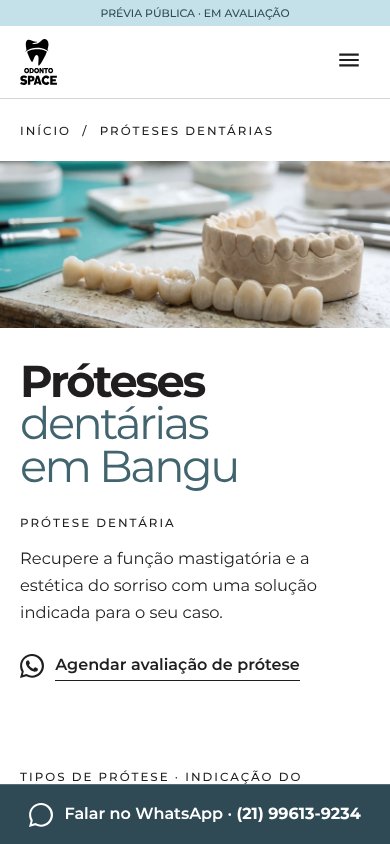 PRÉVIA PÚBLICA · EM AVALIAÇÃO
ODONTO
SPACE
INÍCIO / PRÓTESES DENTÁRIAS
Próteses
dentárias
em Bangu
PRÓTESE DENTÁRIA
Recupere a função mastigatória e a
estética do sorriso com uma solução
indicada para o seu caso.
Agendar avaliação de prótese
TIPOS DE PRÓTESE · INDICAÇÃO DO
Falar no WhatsApp · (21) 99613-9234